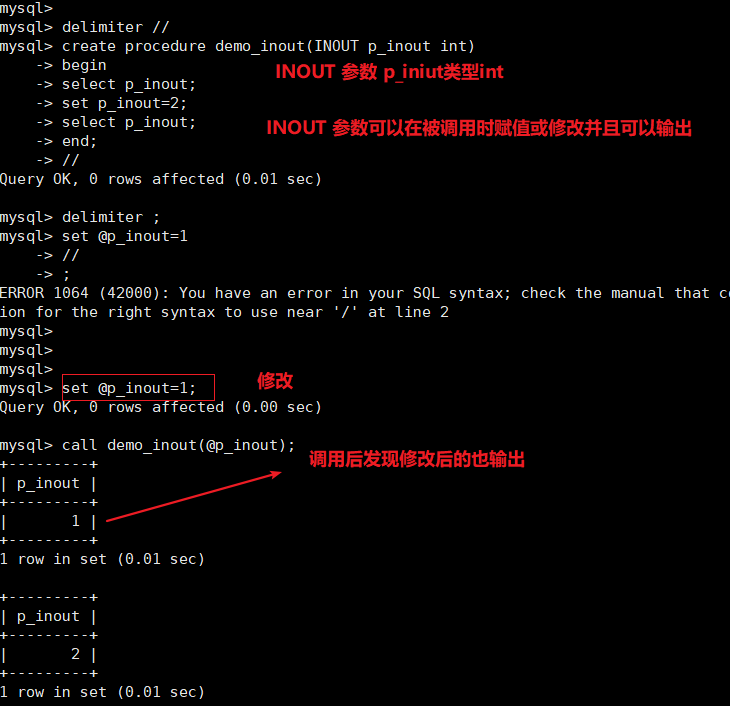 mysql>
mysql> delimiter //
mysql> create procedure demo_inout(INOUT p_inout int)
    -> begin
INOUT 参数 p_iniut类型int
    -> select p_inout;
    -> set p_inout=2;
    -> select p_inout;
INOUT 参数可以在被调用时赋值或修改并且可以输出
    -> end;
    -> //
Query OK, 0 rows affected (0.01 sec)
mysql> delimiter ;
mysql> set @p_inout=1
    -> //
    -> ;
ERROR 1064 (42000): You have an error in your SQL syntax; check the manual that
ion for the right syntax to use near '/' at line 2
mysql>
mysql>
mysql>
mysql> set @p_inout=1;
修改
Query OK, 0 rows affected (0.00 sec)
mysql> call demo_inout(@p_inout);
调用后发现修改后的也输出
+---------+
| p_inout |
+---------+
|       1 |
+---------+
1 row in set (0.01 sec)
+---------+
| p_inout |
+---------+
|       2 |
+---------+
1 row in set (0.01 sec)